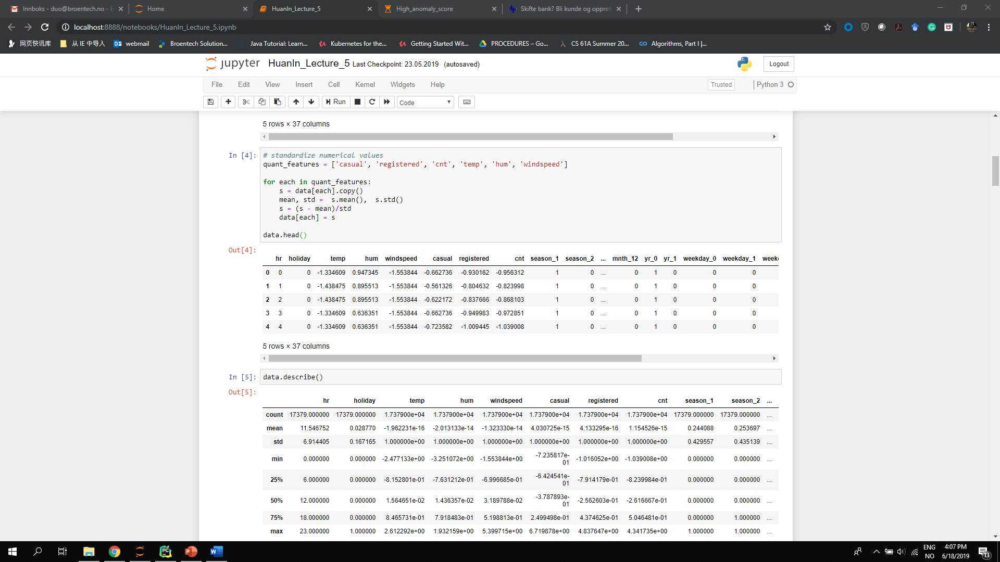 Innboks - duo@broentech.no - E
Home
HuanIn_Lecture_5
High_anomaly_score
Skifte bank? Bli kunde og oppret
localhost:8888/notebooks/HuanIn_Lecture_5.ipynb
网页快讯库
从 IE 中导入
webmail
Broentech Solution...
Java Tutorial: Learn...
Kubernetes for the...
Getting Started Wit...
PROCEDURES – Go...
CS 61A Summer 20...
Algorithms, Part I |...
jupyter HuanIn_Lecture_5 Last Checkpoint: 23.05.2019 (autosaved)
Logout
File Edit View Insert Cell Kernel Widgets Help
Trusted
Python 3
Run
Code
5 rows × 37 columns
In [4]: # standardize numerical values
quant_features = ['casual', 'registered', 'cnt', 'temp', 'hum', 'windspeed']
for each in quant_features:
s = data[each].copy()
mean, std =  s.mean(),  s.std()
s = (s - mean)/std
data[each] = s
data.head()
Out[4]:
hr holiday temp hum windspeed casual registered cnt season_1 season_2 ... mnth_12 yr_0 yr_1 weekday_0 weekday_1 week
0 0 0 -1.334609 0.947345 -1.553844 -0.662736 -0.930162 -0.956312 1 0 ... 0 1 0 0 0
1 1 0 -1.438475 0.895513 -1.553844 -0.561326 -0.804632 -0.823998 1 0 ... 0 1 0 0 0
2 2 0 -1.438475 0.895513 -1.553844 -0.622172 -0.837666 -0.868103 1 0 ... 0 1 0 0 0
3 3 0 -1.334609 0.636351 -1.553844 -0.662736 -0.949983 -0.972851 1 0 ... 0 1 0 0 0
4 4 0 -1.334609 0.636351 -1.553844 -0.723582 -1.009445 -1.039008 1 0 ... 0 1 0 0 0
5 rows × 37 columns
In [5]: data.describe()
Out[5]:
hr holiday temp hum windspeed casual registered cnt season_1 season_2 ...
count 17379.000000 17379.000000 1.737900e+04 1.737900e+04 1.737900e+04 1.737900e+04 1.737900e+04 1.737900e+04 17379.000000 17379.000000 ...
mean 11.546752 0.028770 -1.962231e-16 -2.013133e-14 -1.323330e-14 4.030725e-15 4.133295e-16 1.154526e-15 0.244088 0.253697 ...
std 6.914405 0.167165 1.000000e+00 1.000000e+00 1.000000e+00 1.000000e+00 1.000000e+00 1.000000e+00 0.429557 0.435139 ...
min 0.000000 0.000000 -2.477133e+00 -3.251072e+00 -1.553844e+00 -7.235817e-01 -1.016052e+00 -1.039008e+00 0.000000 0.000000 ...
25% 6.000000 0.000000 -8.152801e-01 -7.631212e-01 -6.996685e-01 -6.424541e-01 -7.914179e-01 -8.239984e-01 0.000000 0.000000 ...
50% 12.000000 0.000000 1.564651e-02 1.436357e-02 3.189788e-02 -3.787893e-01 -2.562603e-01 -2.616667e-01 0.000000 0.000000 ...
75% 18.000000 0.000000 8.465731e-01 7.918483e-01 5.198813e-01 2.499498e-01 4.374625e-01 5.046481e-01 0.000000 1.000000 ...
max 23.000000 1.000000 2.612292e+00 1.932159e+00 5.399715e+00 6.719878e+00 4.837647e+00 4.341735e+00 1.000000 1.000000 ...
ENG
NO
4:07 PM
6/18/2019
13